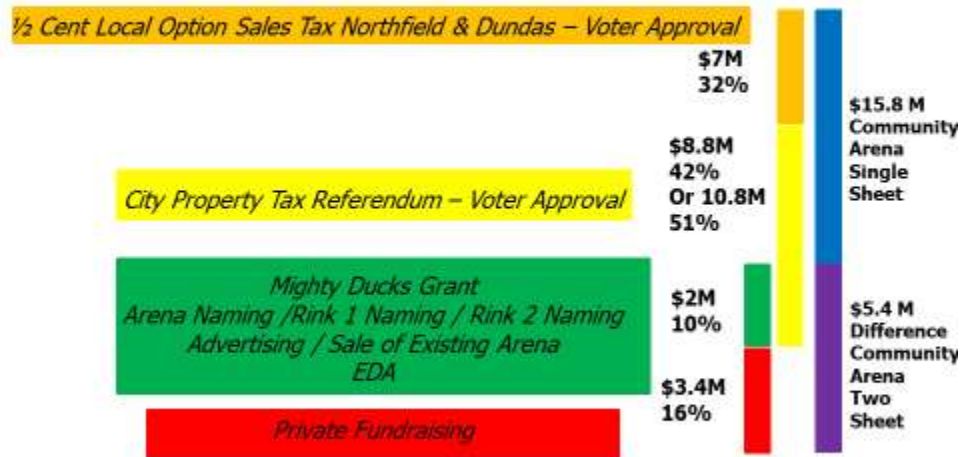 ½ Cent Local Option Sales Tax Northfield & Dundas – Voter Approval
$7M
32%
$15.8 M
Community
Arena
Single
Sheet
$8.8M
42%
Or 10.8M
51%
City Property Tax Referendum – Voter Approval
Mighty Ducks Grant
Arena Naming /Rink 1 Naming / Rink 2 Naming
Advertising / Sale of Existing Arena
EDA
$2M
10%
$5.4 M
Difference
Community
Arena
Two
Sheet
$3.4M
16%
Private Fundraising